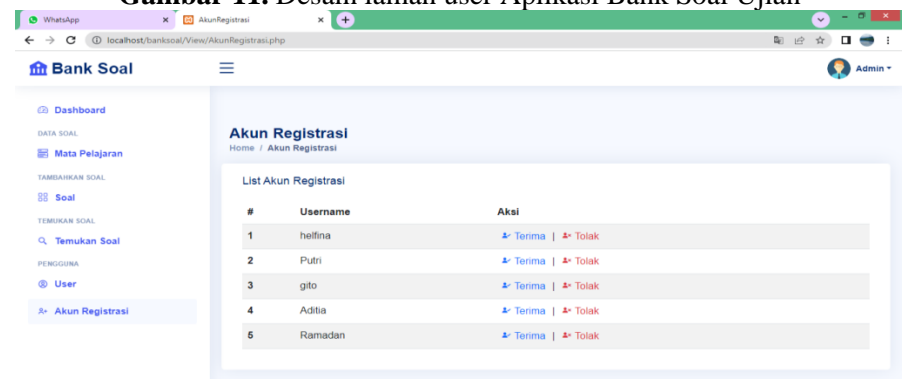 Gambar 11. Desain laman user Aplikasi Bank Soal Ujian
WhatsApp
AkunRegistrasi
localhost/banksoal/View/AkunRegistrasi.php
Bank Soal
Admin
Dashboard
DATA SOAL
Mata Pelajaran
TAMBAHKAN SOAL
Soal
TEMUKAN SOAL
Temukan Soal
PENGGUNA
User
Akun Registrasi
Akun Registrasi
Home / Akun Registrasi
List Akun Registrasi
# Username Aksi
1 helfina Terima | Tolak
2 Putri Terima | Tolak
3 gito Terima | Tolak
4 Aditia Terima | Tolak
5 Ramadan Terima | Tolak